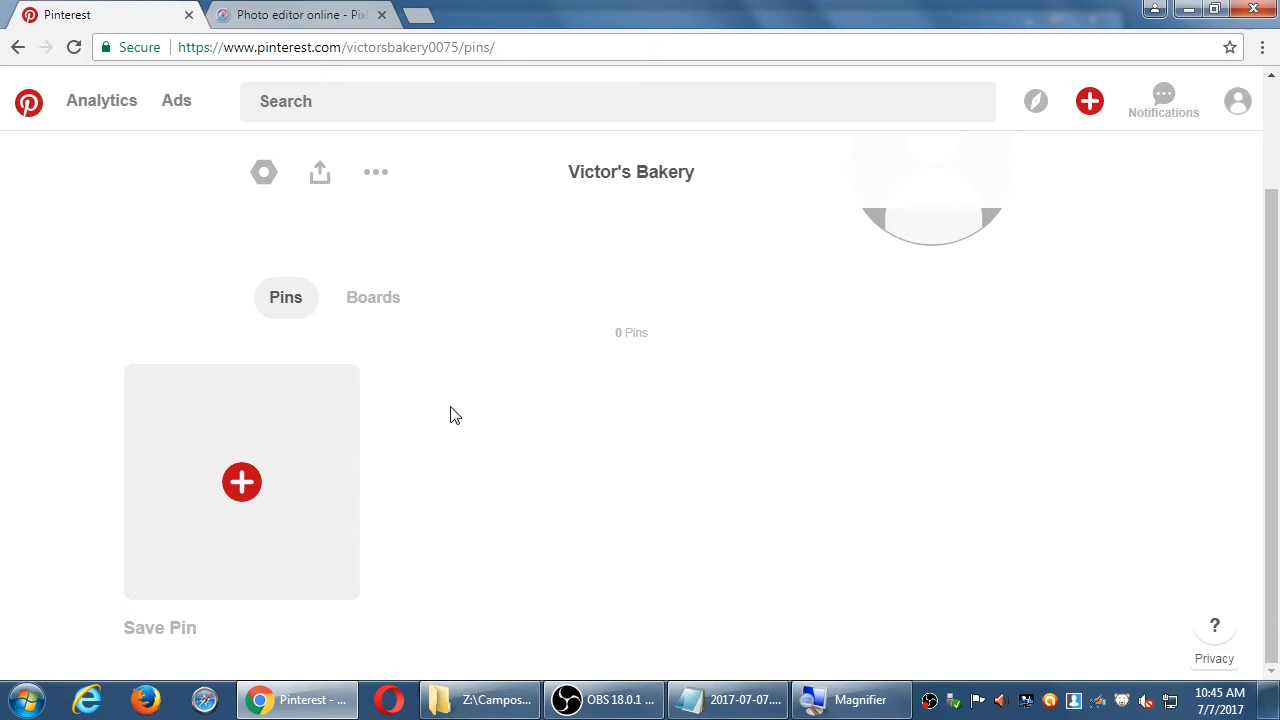 Pinterest
Photo editor online - Pixl
Secure
https://www.pinterest.com/victorsbakery0075/pins/
Analytics
Ads
Search
Notifications
Victor's Bakery
Pins
Boards
0 Pins
Save Pin
?
Privacy
Pinterest - ...
Z:\Campos...
OBS 18.0.1 ...
2017-07-07....
Magnifier
10:45 AM
7/7/2017